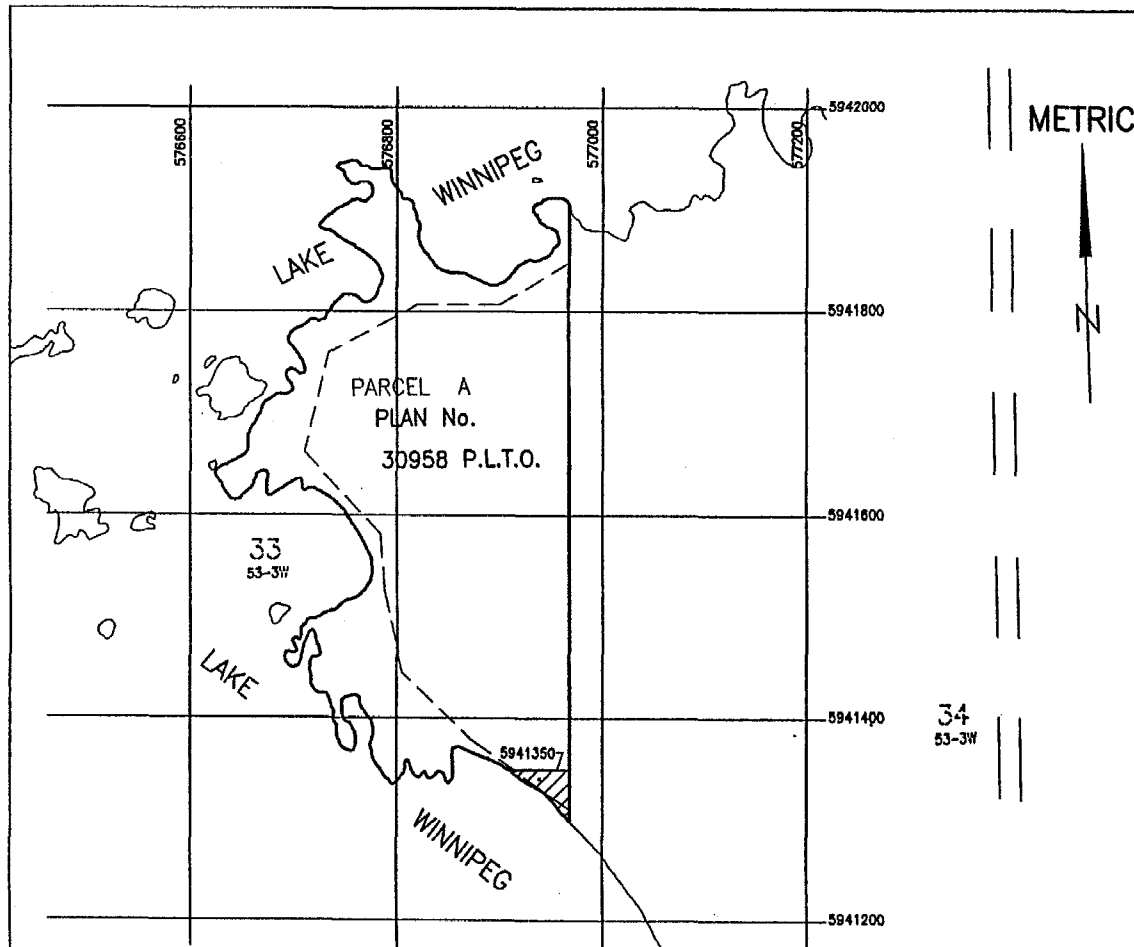 576600
576800
577000
577200
5942000
METRIC
WINNIPEG
LAKE
N
5941800
PARCEL A
PLAN No.
30958 P.L.T.O.
5941600
33
53-3W
LAKE
5941400
34
53-3W
5941350
WINNIPEG
5941200